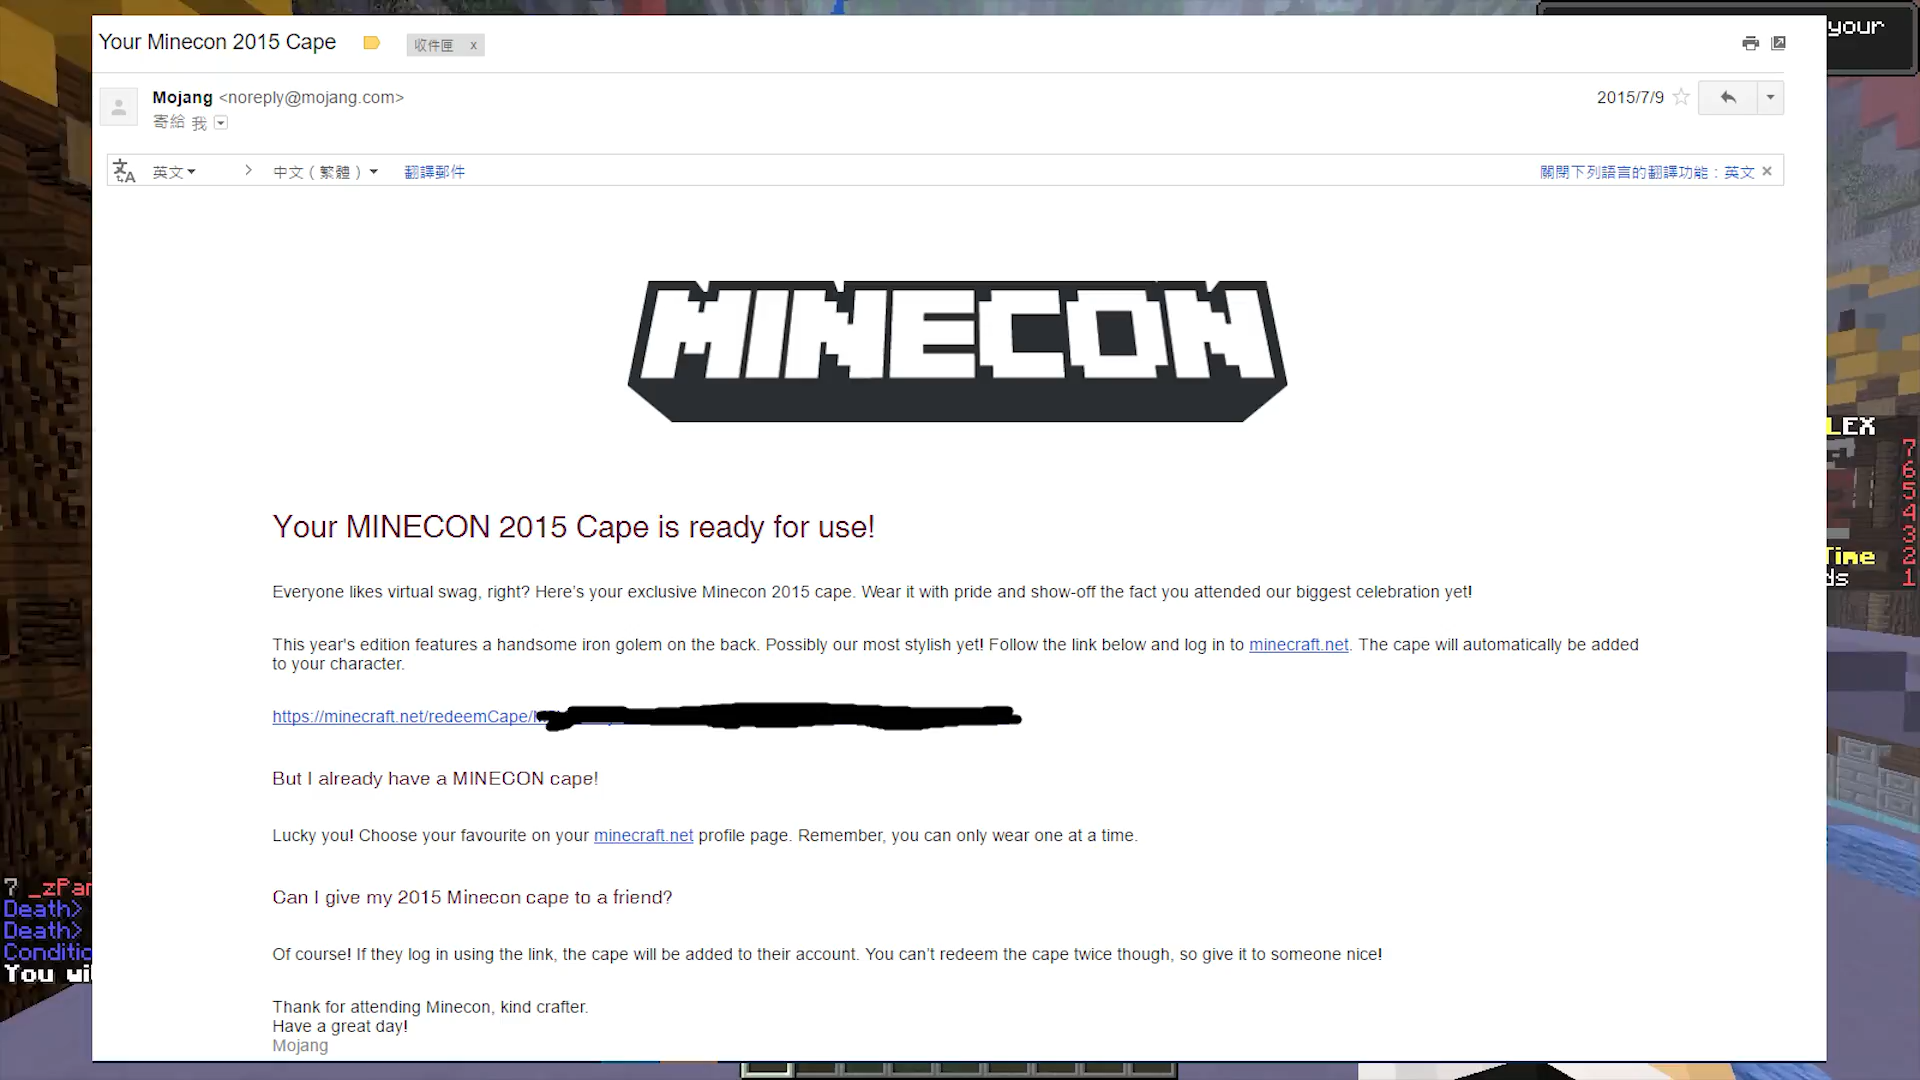 Your Minecon 2015 Cape 收件匣 x
your
Mojang <noreply@mojang.com> 2015/7/9
寄給 我
英文 中文（繁體） 翻譯郵件 關閉下列語言的翻譯功能：英文 ×
MINECON
LEX
7
6
5
4
3
Time 2
ds 1
Your MINECON 2015 Cape is ready for use!
Everyone likes virtual swag, right? Here’s your exclusive Minecon 2015 cape. Wear it with pride and show-off the fact you attended our biggest celebration yet!
This year's edition features a handsome iron golem on the back. Possibly our most stylish yet! Follow the link below and log in to minecraft.net. The cape will automatically be added
to your character.
https://minecraft.net/redeemCape/
But I already have a MINECON cape!
Lucky you! Choose your favourite on your minecraft.net profile page. Remember, you can only wear one at a time.
Can I give my 2015 Minecon cape to a friend?
Of course! If they log in using the link, the cape will be added to their account. You can’t redeem the cape twice though, so give it to someone nice!
Thank for attending Minecon, kind crafter.
Have a great day!
Mojang
7 _zPar
Death>
Death>
Conditio
You wi